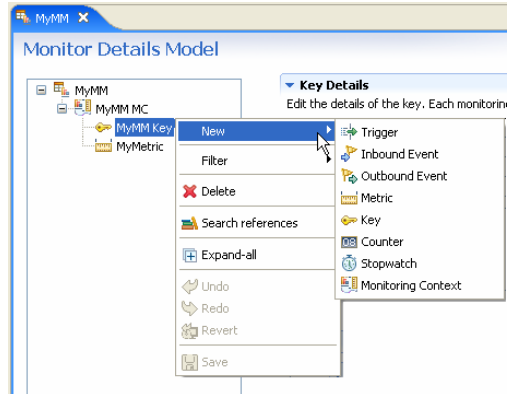 MyMM
Monitor Details Model
MyMM
MyMM MC
MyMM Key
MyMetric
Key Details
Edit the details of the key. Each monitorin
New
Filter
Delete
Search references
Expand-all
Undo
Redo
Revert
Save
Trigger
Inbound Event
Outbound Event
Metric
Key
Counter
Stopwatch
Monitoring Context